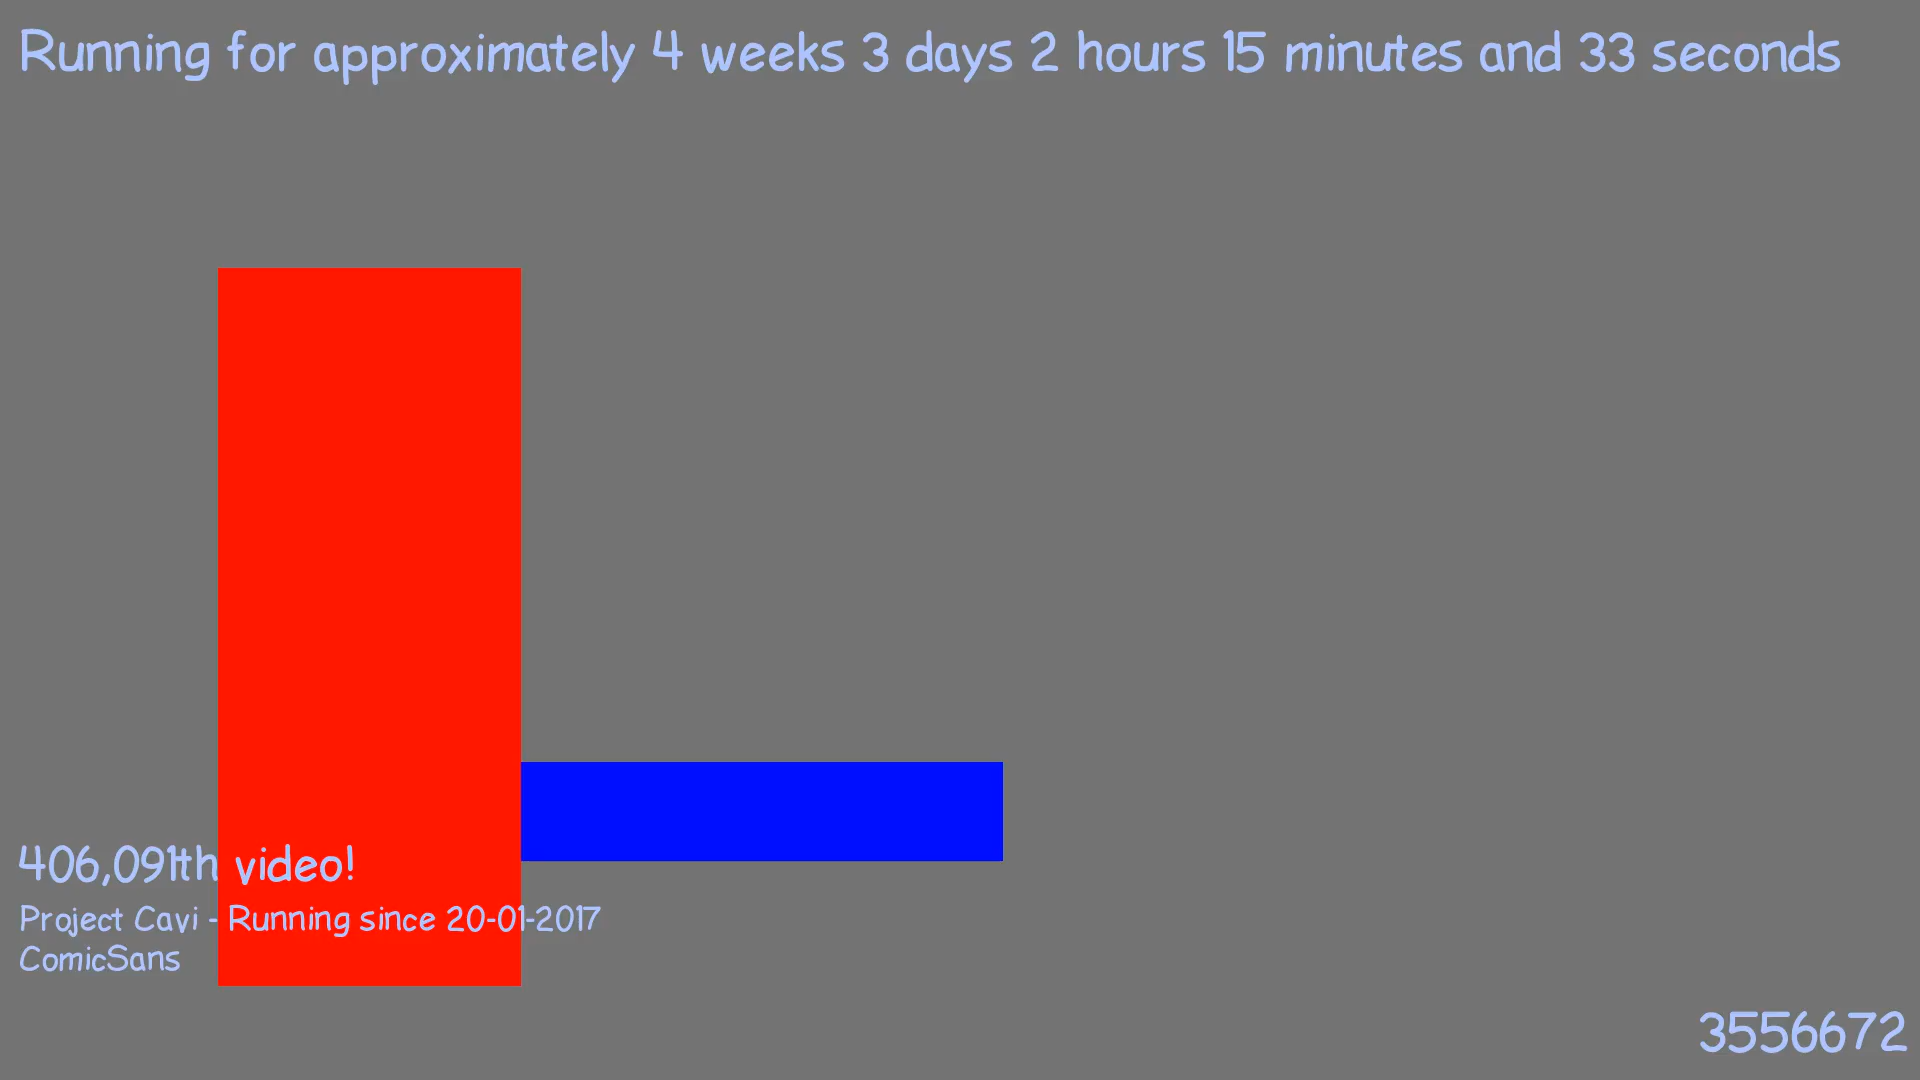 Running for approximately 4 weeks 3 days 2 hours 15 minutes and 33 seconds
406,091th video!
Project Cavi - Running since 20-01-2017
ComicSans
3556672